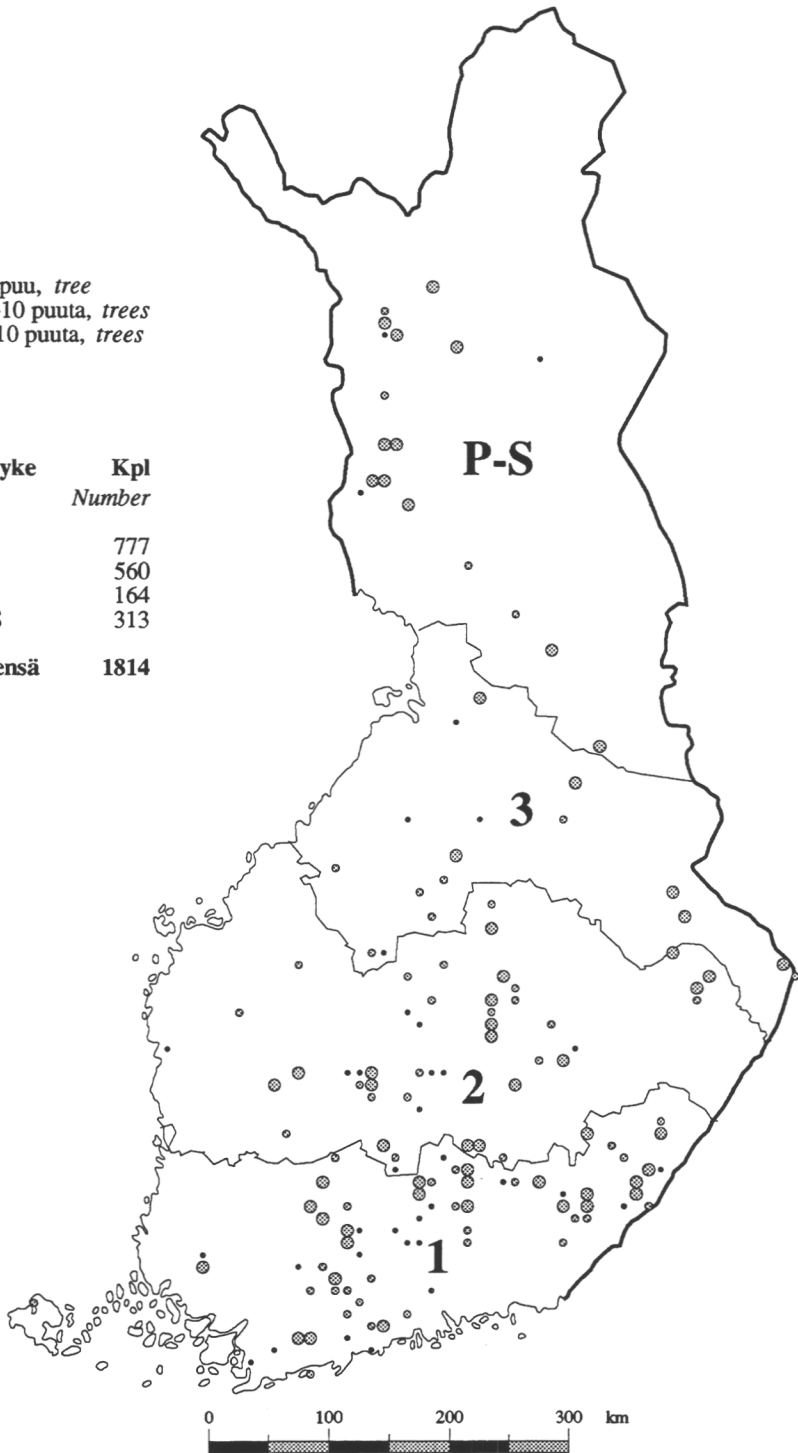 puu, tree
10 puuta, trees
10 puuta, trees
yke Kpl
Number
777
560
164
313
ensä 1814
P-S
3
2
1
0 100 200 300 km